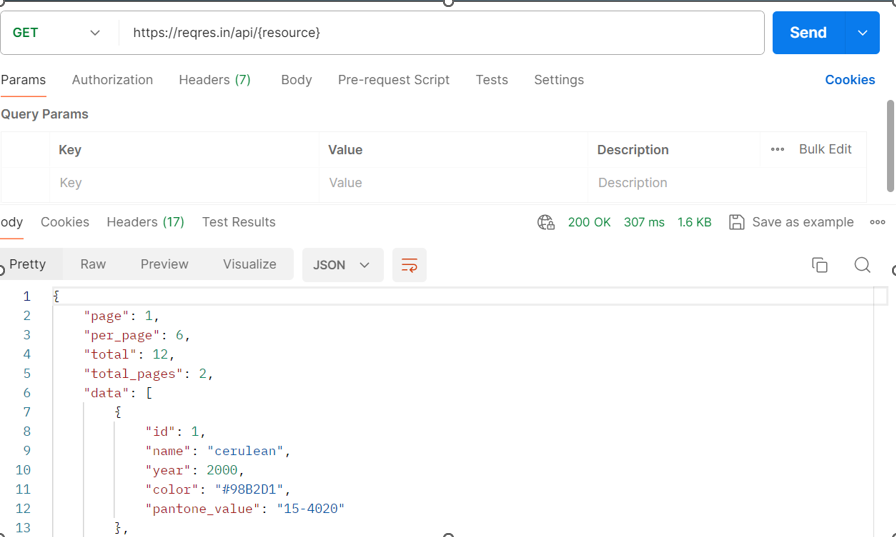 GET https://reqres.in/api/{resource} Send
Params Authorization Headers (7) Body Pre-request Script Tests Settings Cookies
Query Params
Key Value Description ••• Bulk Edit
Key Value Description
ody Cookies Headers (17) Test Results 200 OK 307 ms 1.6 KB Save as example •••
Pretty Raw Preview Visualize JSON
1 {
2 "page": 1,
3 "per_page": 6,
4 "total": 12,
5 "total_pages": 2,
6 "data": [
7 {
8 "id": 1,
9 "name": "cerulean",
10 "year": 2000,
11 "color": "#98B2D1",
12 "pantone_value": "15-4020"
13 },